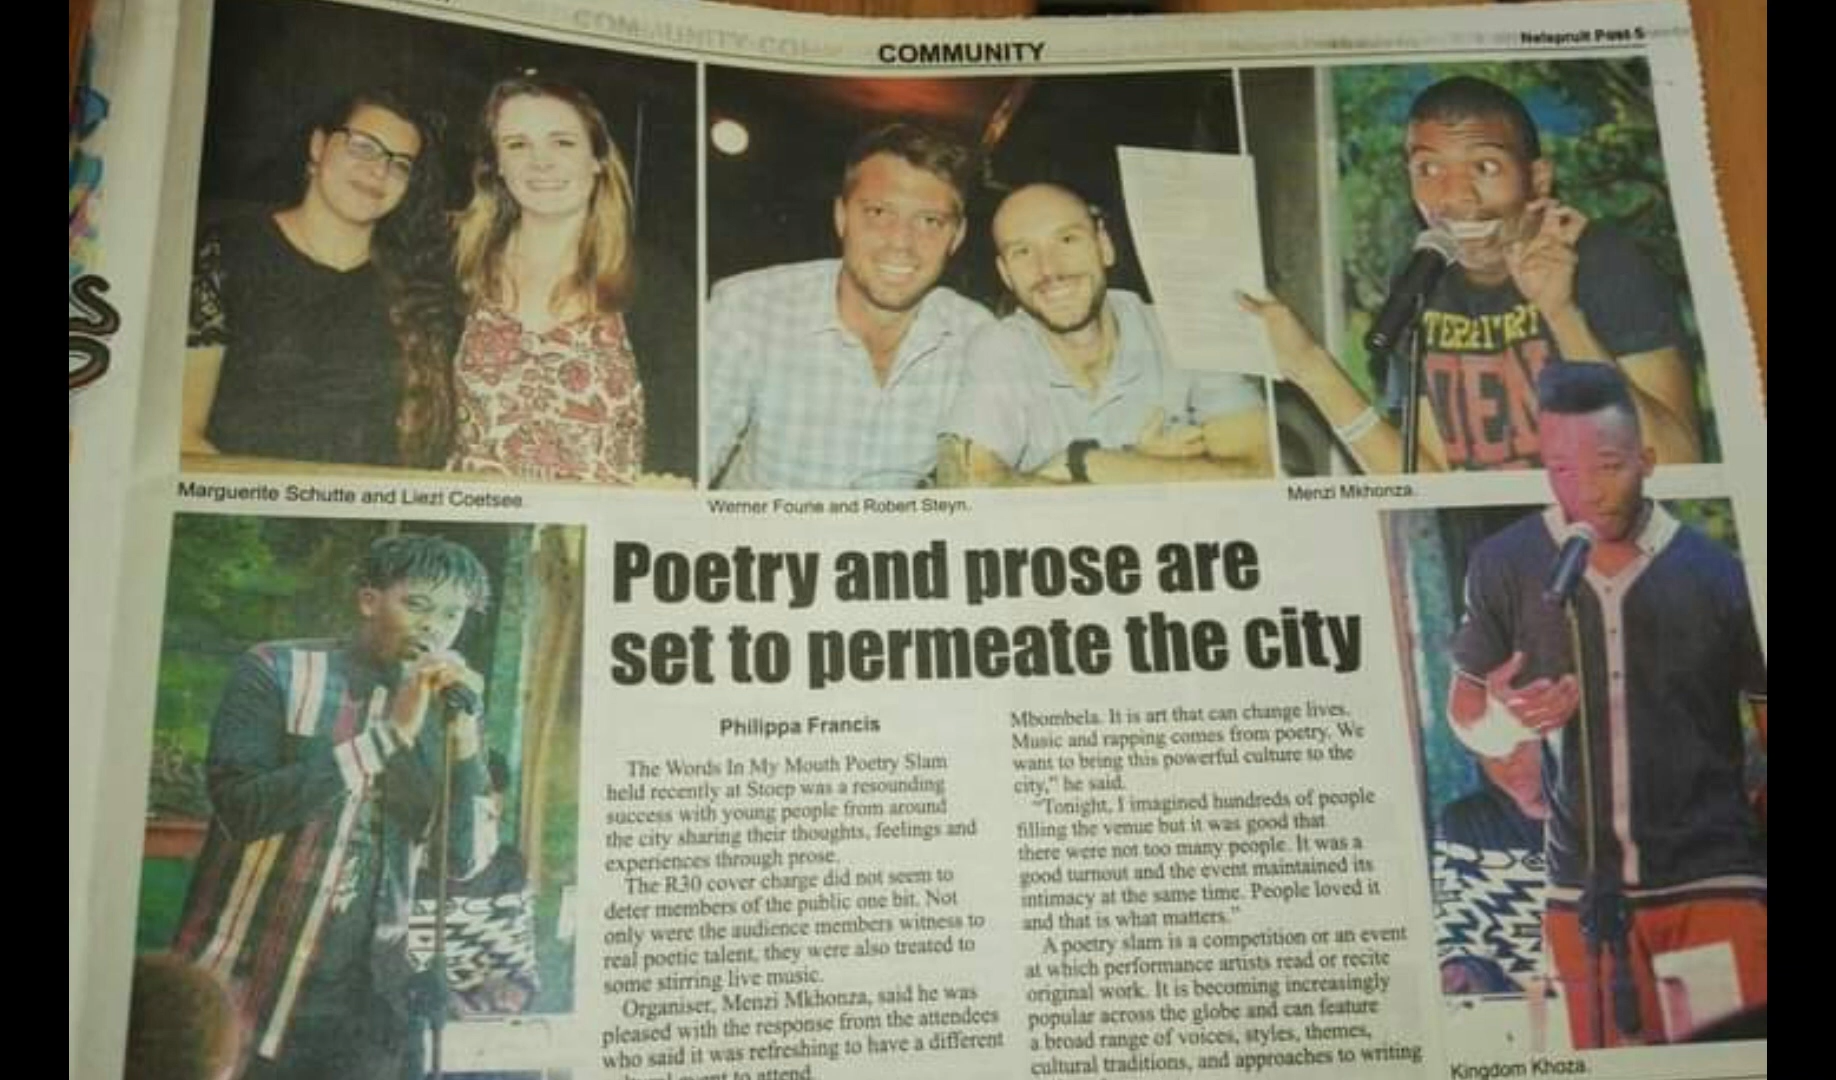 COMMUNITY
Nelspruit Post 5
Marguerite Schutte and Liezl Coetsee.
Werner Fourie and Robert Steyn.
Menzi Mkhonza.
Poetry and prose are
set to permeate the city
Philippa Francis
The Words In My Mouth Poetry Slam
held recently at Stoep was a resounding
success with young people from around
the city sharing their thoughts, feelings and
experiences through prose.
The R30 cover charge did not seem to
deter members of the public one bit. Not
only were the audience members witness to
real poetic talent, they were also treated to
some stirring live music.
Organiser, Menzi Mkhonza, said he was
pleased with the response from the attendees
who said it was refreshing to have a different
event to attend.
Mbombela. It is art that can change lives.
Music and rapping comes from poetry. We
want to bring this powerful culture to the
city," he said.
"Tonight, I imagined hundreds of people
filling the venue but it was good that
there were not too many people. It was a
good turnout and the event maintained its
intimacy at the same time. People loved it
and that is what matters."
A poetry slam is a competition or an event
at which performance artists read or recite
original work. It is becoming increasingly
popular across the globe and can feature
a broad range of voices, styles, themes,
cultural traditions, and approaches to writing
Kingdom Khoza.